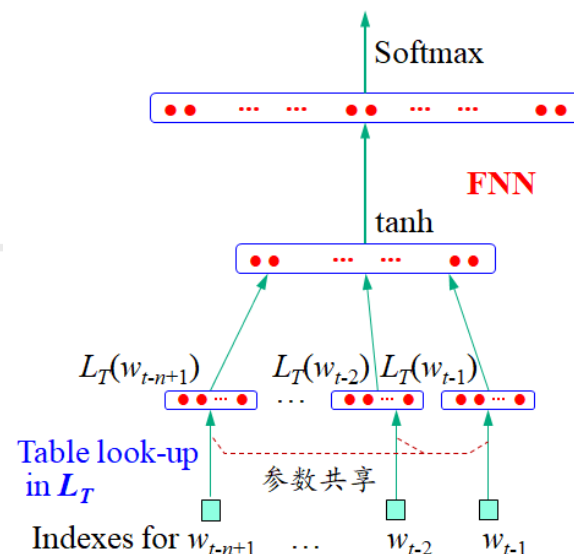 Softmax
... ... ... ...
FNN
tanh
... ...
L_T(w_{t-n+1}) L_T(w_{t-2}) L_T(w_{t-1})
... ... ... ...
Table look-up
in L_T
参数共享
Indexes for w_{t-n+1} ... w_{t-2} w_{t-1}